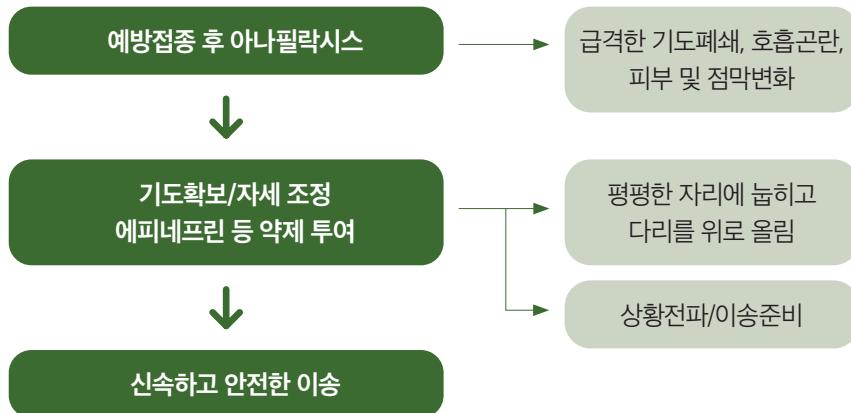 예방접종 후 아나필락시스
급격한 기도폐쇄, 호흡곤란,
피부 및 점막변화
기도확보/자세 조정
에피네프린 등 약제 투여
평평한 자리에 눕히고
다리를 위로 올림
상황전파/이송준비
신속하고 안전한 이송